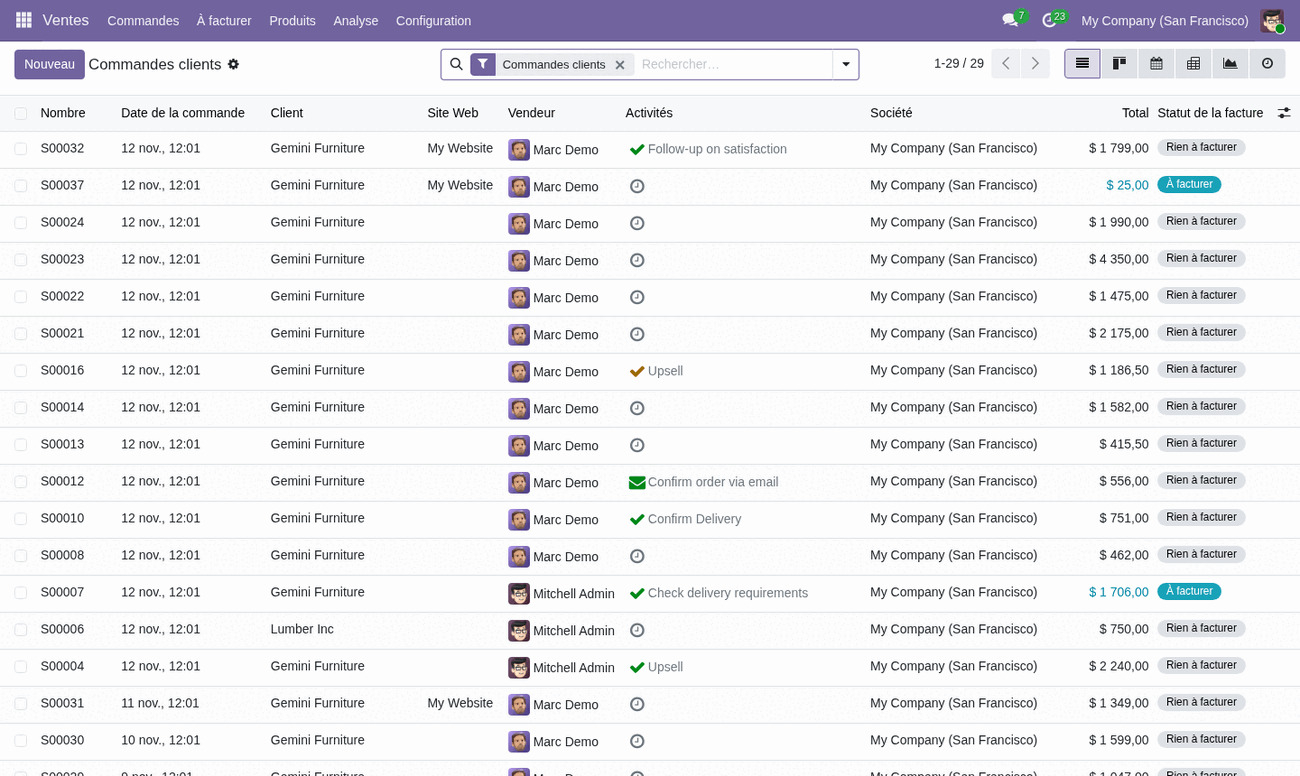 Ventes Commandes À facturer Produits Analyse Configuration 7 23 My Company (San Francisco)
Nouveau Commandes clients Commandes clients Rechercher... 1-29 / 29
Nombre Date de la commande Client Site Web Vendeur Activités Société Total Statut de la facture
S00032 12 nov., 12:01 Gemini Furniture My Website Marc Demo Follow-up on satisfaction My Company (San Francisco) $ 1 799,00 Rien à facturer
S00037 12 nov., 12:01 Gemini Furniture My Website Marc Demo My Company (San Francisco) $ 25,00 À facturer
S00024 12 nov., 12:01 Gemini Furniture Marc Demo My Company (San Francisco) $ 1 990,00 Rien à facturer
S00023 12 nov., 12:01 Gemini Furniture Marc Demo My Company (San Francisco) $ 4 350,00 Rien à facturer
S00022 12 nov., 12:01 Gemini Furniture Marc Demo My Company (San Francisco) $ 1 475,00 Rien à facturer
S00021 12 nov., 12:01 Gemini Furniture Marc Demo My Company (San Francisco) $ 2 175,00 Rien à facturer
S00016 12 nov., 12:01 Gemini Furniture Marc Demo Upsell My Company (San Francisco) $ 1 186,50 Rien à facturer
S00014 12 nov., 12:01 Gemini Furniture Marc Demo My Company (San Francisco) $ 1 582,00 Rien à facturer
S00013 12 nov., 12:01 Gemini Furniture Marc Demo My Company (San Francisco) $ 415,50 Rien à facturer
S00012 12 nov., 12:01 Gemini Furniture Marc Demo Confirm order via email My Company (San Francisco) $ 556,00 Rien à facturer
S00010 12 nov., 12:01 Gemini Furniture Marc Demo Confirm Delivery My Company (San Francisco) $ 751,00 Rien à facturer
S00008 12 nov., 12:01 Gemini Furniture Marc Demo My Company (San Francisco) $ 462,00 Rien à facturer
S00007 12 nov., 12:01 Gemini Furniture Mitchell Admin Check delivery requirements My Company (San Francisco) $ 1 706,00 À facturer
S00006 12 nov., 12:01 Lumber Inc Mitchell Admin My Company (San Francisco) $ 750,00 Rien à facturer
S00004 12 nov., 12:01 Gemini Furniture Mitchell Admin Upsell My Company (San Francisco) $ 2 240,00 Rien à facturer
S00031 11 nov., 12:01 Gemini Furniture My Website Marc Demo My Company (San Francisco) $ 1 349,00 Rien à facturer
S00030 10 nov., 12:01 Gemini Furniture Marc Demo My Company (San Francisco) $ 1 599,00 Rien à facturer